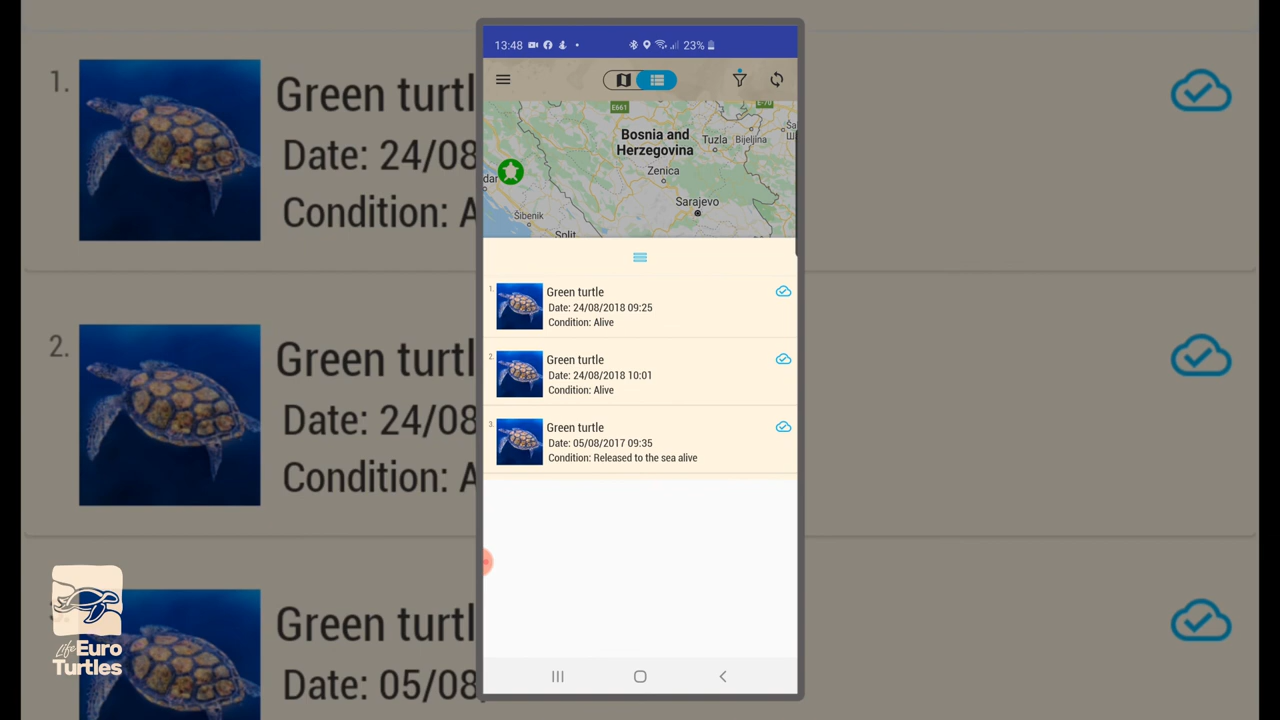 1.
Green turtl
Date: 24/08
Condition: A
2.
Green turtl
Date: 24/08
Condition: A
Green turtl
Date: 05/08
13:48
23%
E661
E70
Bosnia and
Herzegovina
Tuzla
Bijeljina
Zenica
dar
Šibenik
Sarajevo
Split
1.
Green turtle
Date: 24/08/2018 09:25
Condition: Alive
2.
Green turtle
Date: 24/08/2018 10:01
Condition: Alive
3.
Green turtle
Date: 05/08/2017 09:35
Condition: Released to the sea alive
Life Euro
Turtles